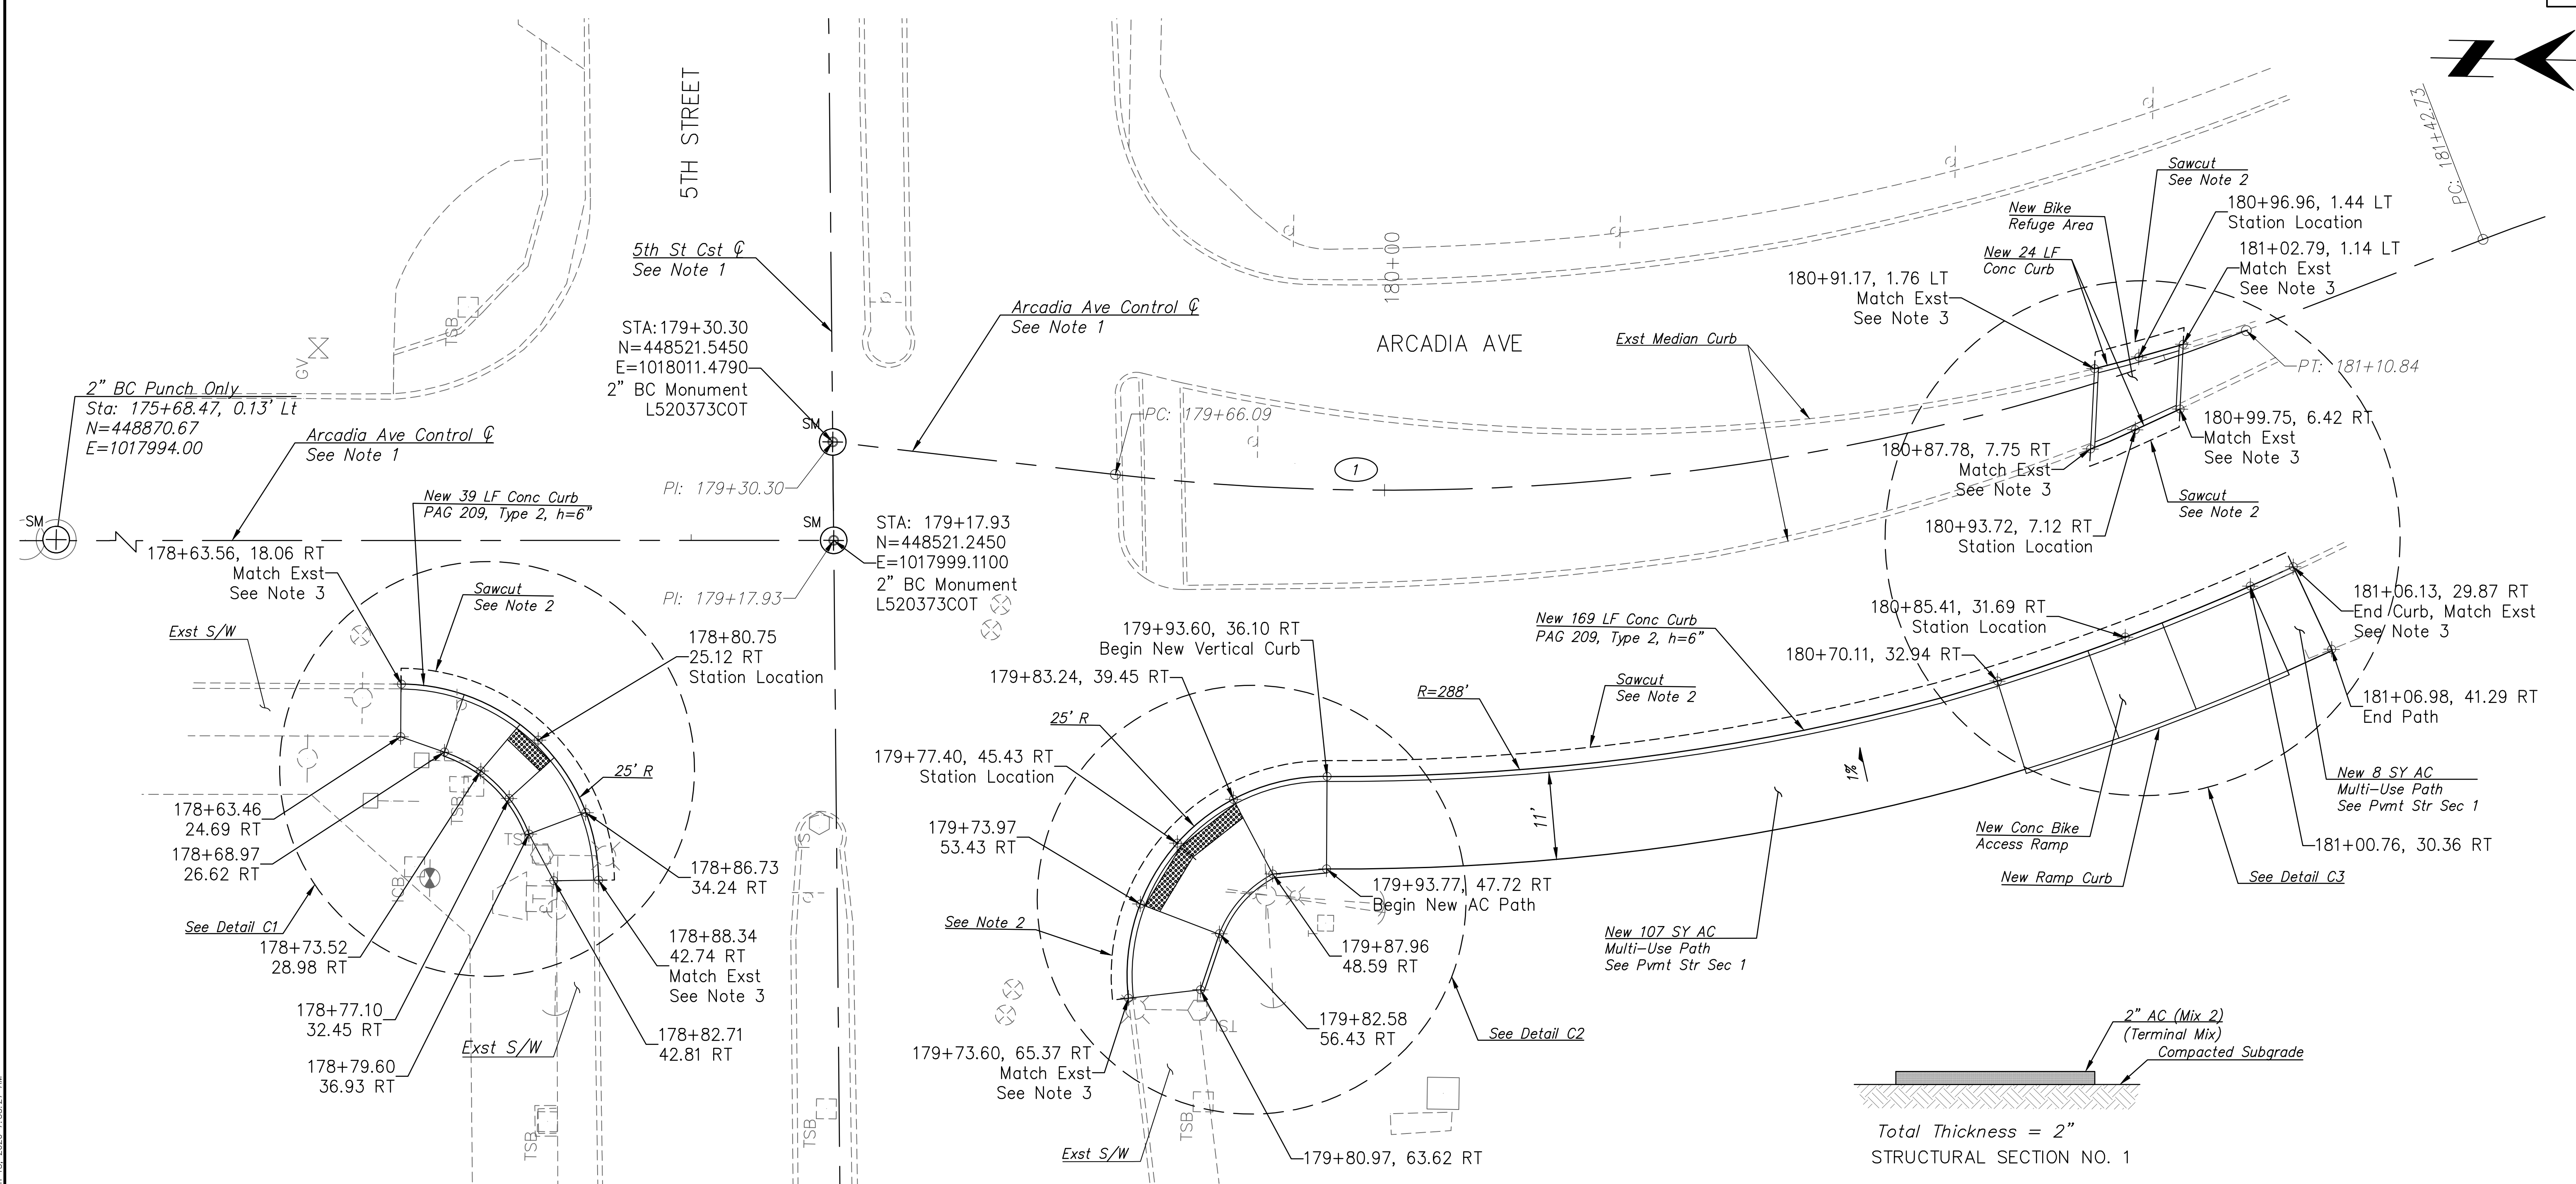 5TH STREET
ARCADIA AVE
180+00
PC: 181+42.73
Sawcut
See Note 2
New Bike
Refuge Area
180+96.96, 1.44 LT
Station Location
New 24 LF
Conc Curb
181+02.79, 1.14 LT
Match Exst
See Note 3
180+91.17, 1.76 LT
Match Exst
See Note 3
5th St Cst ℄
See Note 1
Arcadia Ave Control ℄
See Note 1
STA:179+30.30
N=448521.5450
E=1018011.4790
2" BC Monument
L520373COT
Exst Median Curb
PT: 181+10.84
GV
TSB
2" BC Punch Only
Sta: 175+68.47, 0.13' Lt
N=448870.67
E=1017994.00
Arcadia Ave Control ℄
See Note 1
SM
PC: 179+66.09
180+99.75, 6.42 RT
Match Exst
See Note 3
180+87.78, 7.75 RT
Match Exst
See Note 3
1
PI: 179+30.30
New 39 LF Conc Curb
PAG 209, Type 2, h=6"
SM
SM
Sawcut
See Note 2
180+93.72, 7.12 RT
Station Location
STA: 179+17.93
N=448521.2450
E=1017999.1100
2" BC Monument
L520373COT
178+63.56, 18.06 RT
Match Exst
See Note 3
Sawcut
See Note 2
PI: 179+17.93
181+06.13, 29.87 RT
End Curb, Match Exst
See Note 3
180+85.41, 31.69 RT
Station Location
New 169 LF Conc Curb
PAG 209, Type 2, h=6"
Exst S/W
178+80.75
25.12 RT
Station Location
179+93.60, 36.10 RT
Begin New Vertical Curb
180+70.11, 32.94 RT
179+83.24, 39.45 RT
R=288'
Sawcut
See Note 2
181+06.98, 41.29 RT
End Path
25' R
179+77.40, 45.43 RT
Station Location
25' R
1%
11'
New 8 SY AC
Multi-Use Path
See Pvmt Str Sec 1
178+63.46
24.69 RT
TSB
179+73.97
53.43 RT
New Conc Bike
Access Ramp
181+00.76, 30.36 RT
178+68.97
26.62 RT
178+86.73
34.24 RT
New Ramp Curb
See Detail C3
179+93.77, 47.72 RT
Begin New AC Path
See Detail C1
See Note 2
New 107 SY AC
Multi-Use Path
See Pvmt Str Sec 1
178+73.52
28.98 RT
178+88.34
42.74 RT
Match Exst
See Note 3
179+87.96
48.59 RT
178+77.10
32.45 RT
179+82.58
56.43 RT
See Detail C2
178+82.71
42.81 RT
Exst S/W
179+73.60, 65.37 RT
Match Exst
See Note 3
178+79.60
36.93 RT
TSB
TSB
TSB
Exst S/W
179+80.97, 63.62 RT
2" AC (Mix 2)
(Terminal Mix)
Compacted Subgrade
Total Thickness = 2"
STRUCTURAL SECTION NO. 1